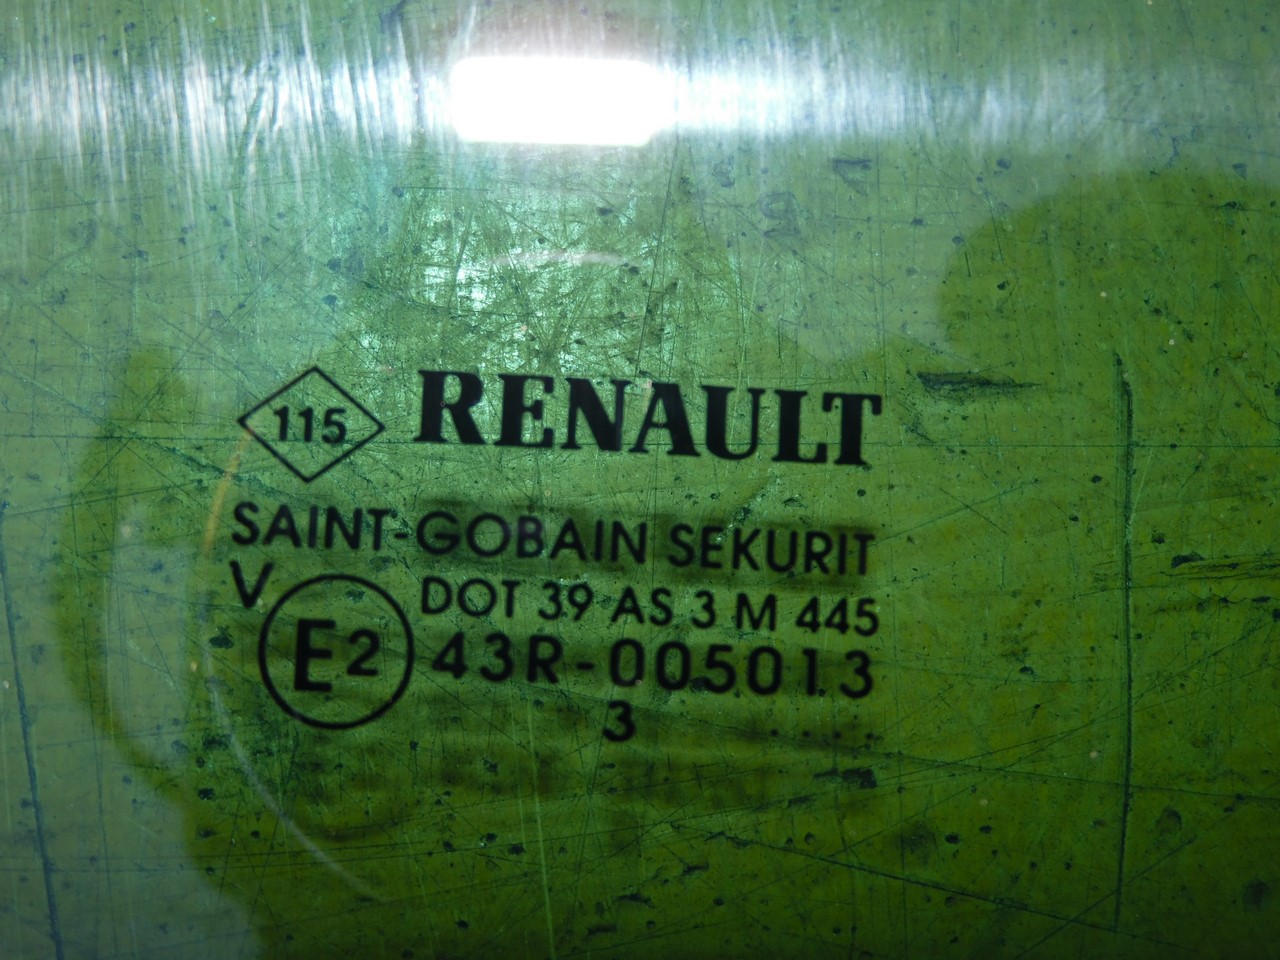 115 RENAULT
SAINT-GOBAIN SEKURIT
V DOT 39 AS 3 M 445
E2 43R-005013
3 .....